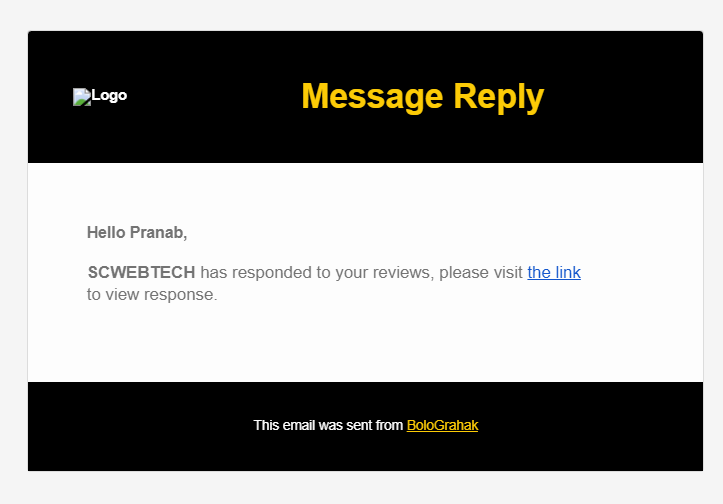 Logo
Message Reply
Hello Pranab,
SCWEBTECH has responded to your reviews, please visit the link
to view response.
This email was sent from BoloGrahak